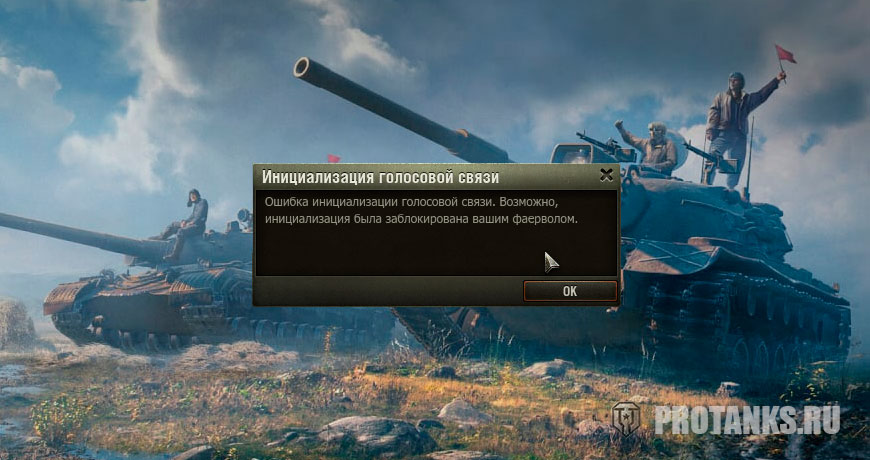 Инициализация голосовой связи
Ошибка инициализации голосовой связи. Возможно,
инициализация была заблокирована вашим фаерволом.
OK
PROTANKS.RU